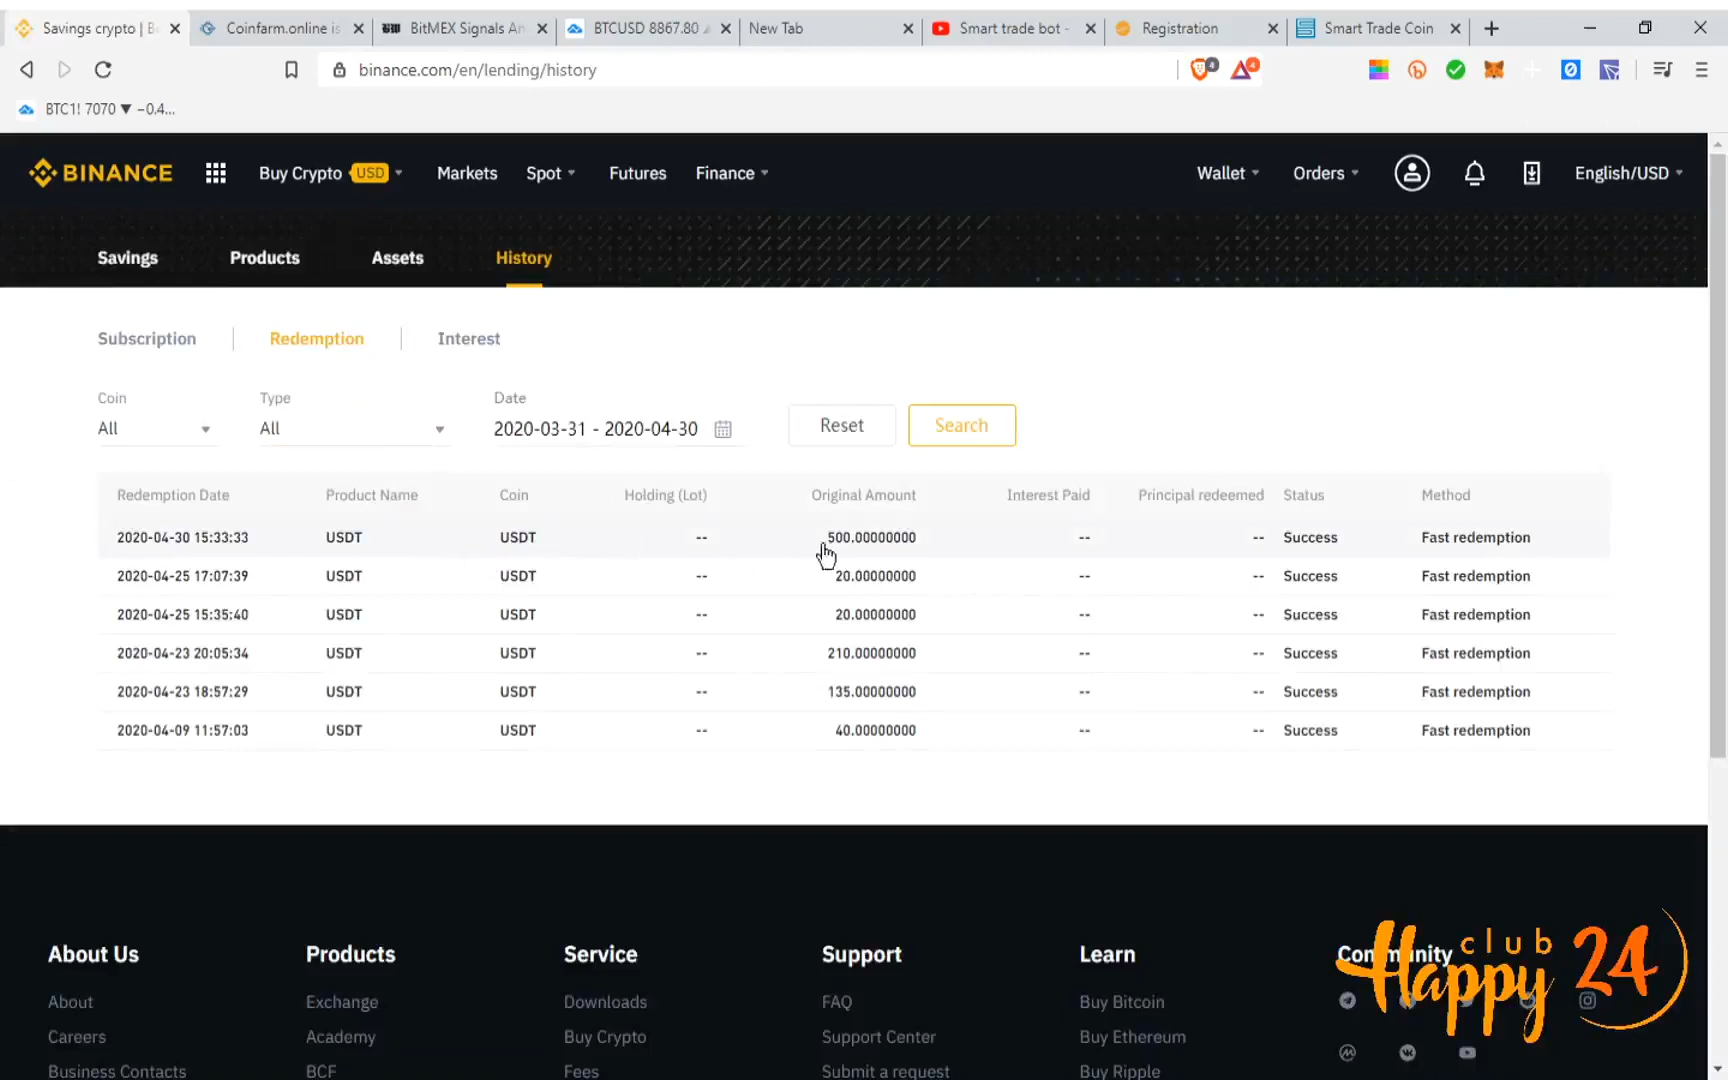 Savings crypto | B
Coinfarm.online is
BitMEX Signals An
BTCUSD 8867.80
New Tab
Smart trade bot -
Registration
Smart Trade Coin
binance.com/en/lending/history
4
4
BTC1! 7070 ▼ −0.4...
BINANCE
Buy Crypto USD
Markets
Spot
Futures
Finance
Wallet
Orders
English/USD
Savings
Products
Assets
History
Subscription
Redemption
Interest
Coin
Type
Date
All
All
2020-03-31 - 2020-04-30
Reset
Search
Redemption Date Product Name Coin Holding (Lot) Original Amount Interest Paid Principal redeemed Status Method
2020-04-30 15:33:33 USDT USDT -- 500.00000000 -- -- Success Fast redemption
2020-04-25 17:07:39 USDT USDT -- 20.00000000 -- -- Success Fast redemption
2020-04-25 15:35:40 USDT USDT -- 20.00000000 -- -- Success Fast redemption
2020-04-23 20:05:34 USDT USDT -- 210.00000000 -- -- Success Fast redemption
2020-04-23 18:57:29 USDT USDT -- 135.00000000 -- -- Success Fast redemption
2020-04-09 11:57:03 USDT USDT -- 40.00000000 -- -- Success Fast redemption
About Us Products Service Support Learn Community
About Exchange Downloads FAQ Buy Bitcoin
Careers Academy Buy Crypto Support Center Buy Ethereum
Business Contacts BCF Fees Submit a request Buy Ripple
club
Happy 24